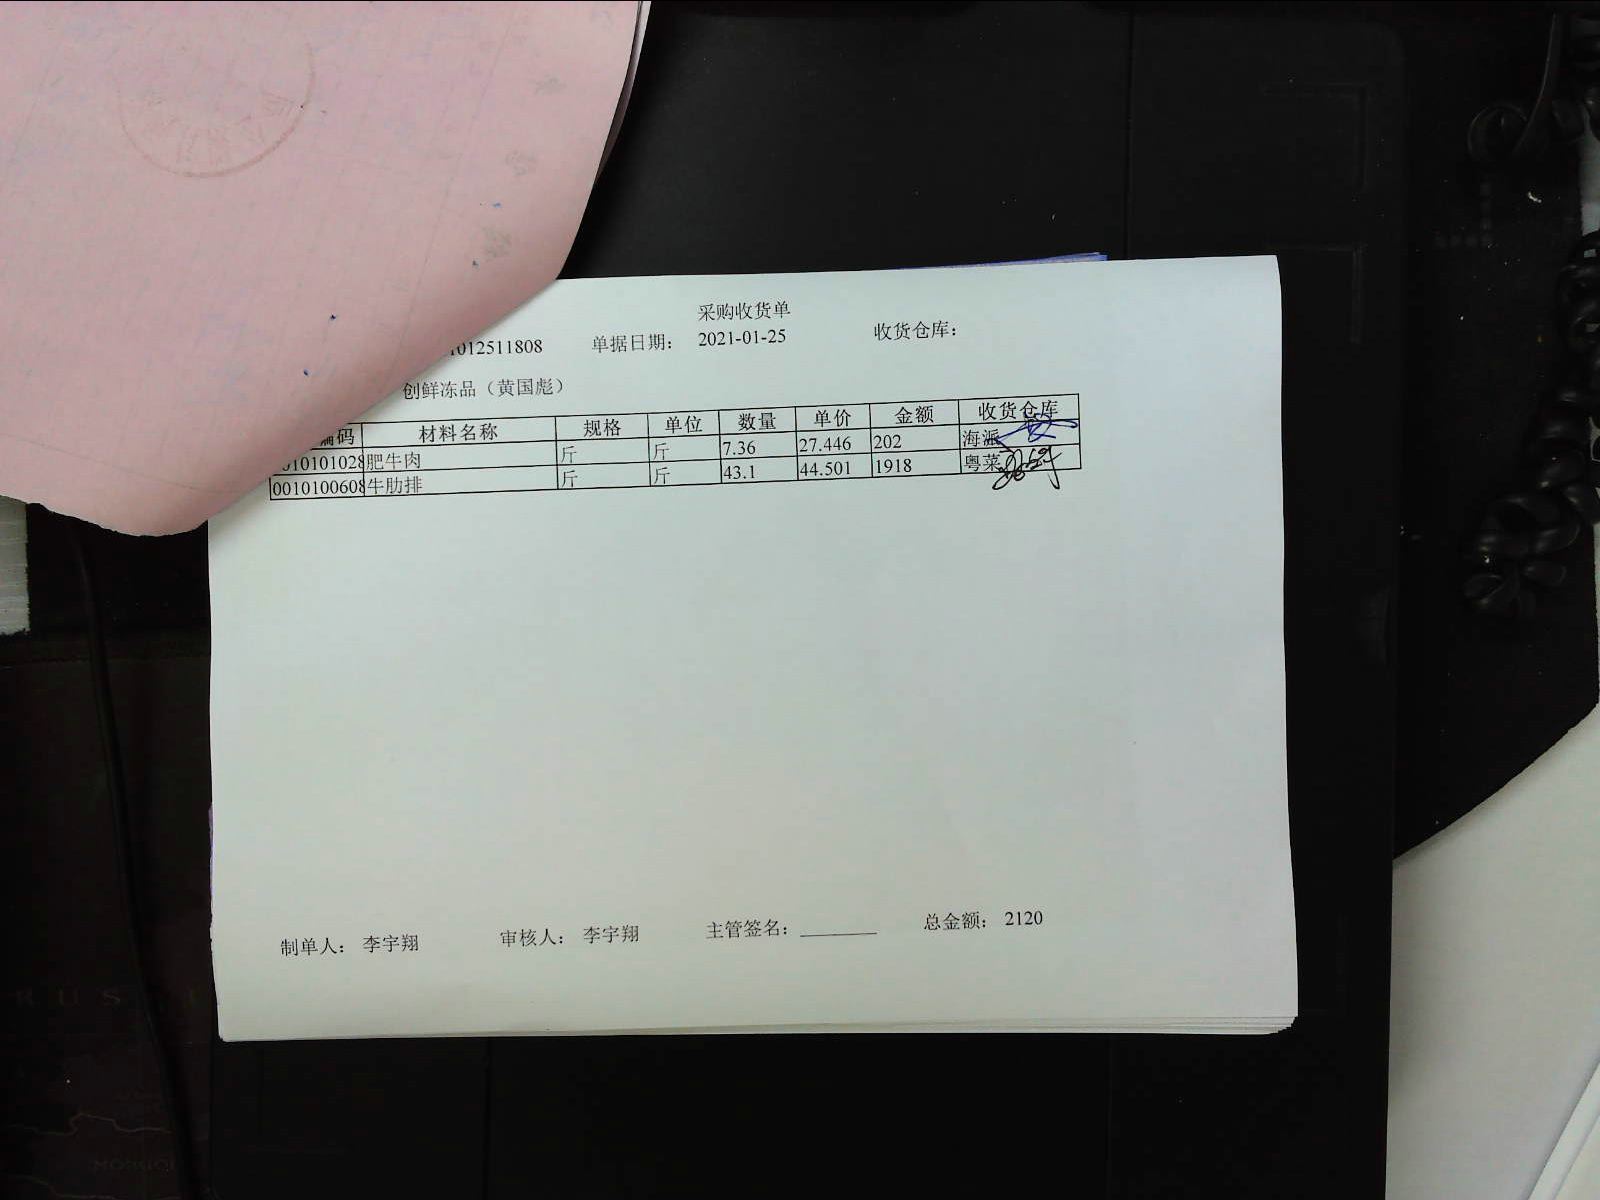 采购收货单
1012511808 单据日期： 2021-01-25 收货仓库：
创鲜冻品（黄国彪）
编码 材料名称 规格 单位 数量 单价 金额 收货仓库
010101028 肥牛肉 斤 斤 7.36 27.446 202 海派
0010100608 牛肋排 斤 斤 43.1 44.501 1918 粤菜
制单人： 李宇翔 审核人： 李宇翔 主管签名： 总金额： 2120